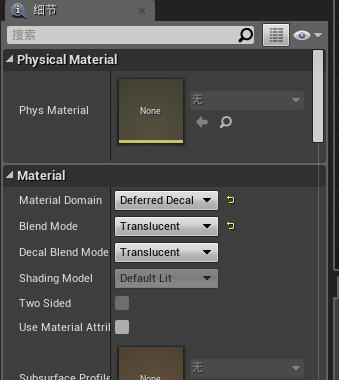 细节
搜索
Physical Material
Phys Material
None
无
Material
Material Domain
Deferred Decal
Blend Mode
Translucent
Decal Blend Mode
Translucent
Shading Model
Default Lit
Two Sided
Use Material Attri
Subsurface Profile
None
无